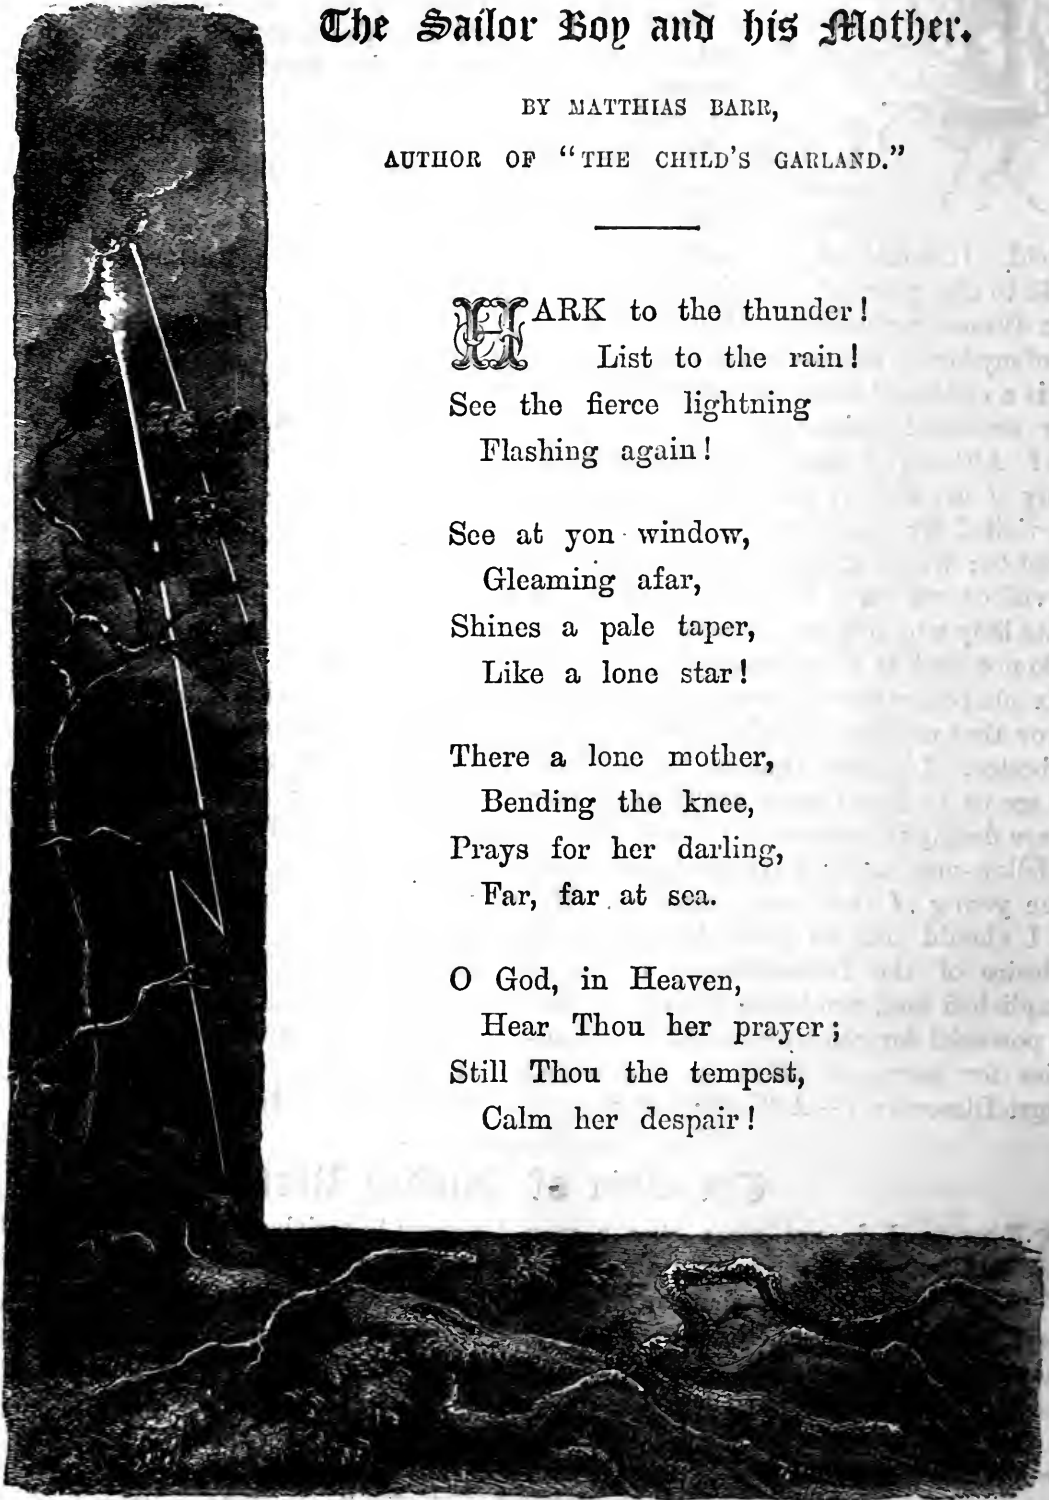 The Sailor Boy and his Mother.
BY MATTHIAS BARR,
AUTHOR OF "THE CHILD'S GARLAND."
HARK to the thunder!
List to the rain!
See the fierce lightning
Flashing again!
See at yon window,
Gleaming afar,
Shines a pale taper,
Like a lone star!
There a lone mother,
Bending the knee,
Prays for her darling,
Far, far at sea.
O God, in Heaven,
Hear Thou her prayer;
Still Thou the tempest,
Calm her despair!